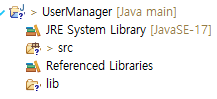 > UserManager [Java main]
JRE System Library [JavaSE-17]
> src
Referenced Libraries
lib